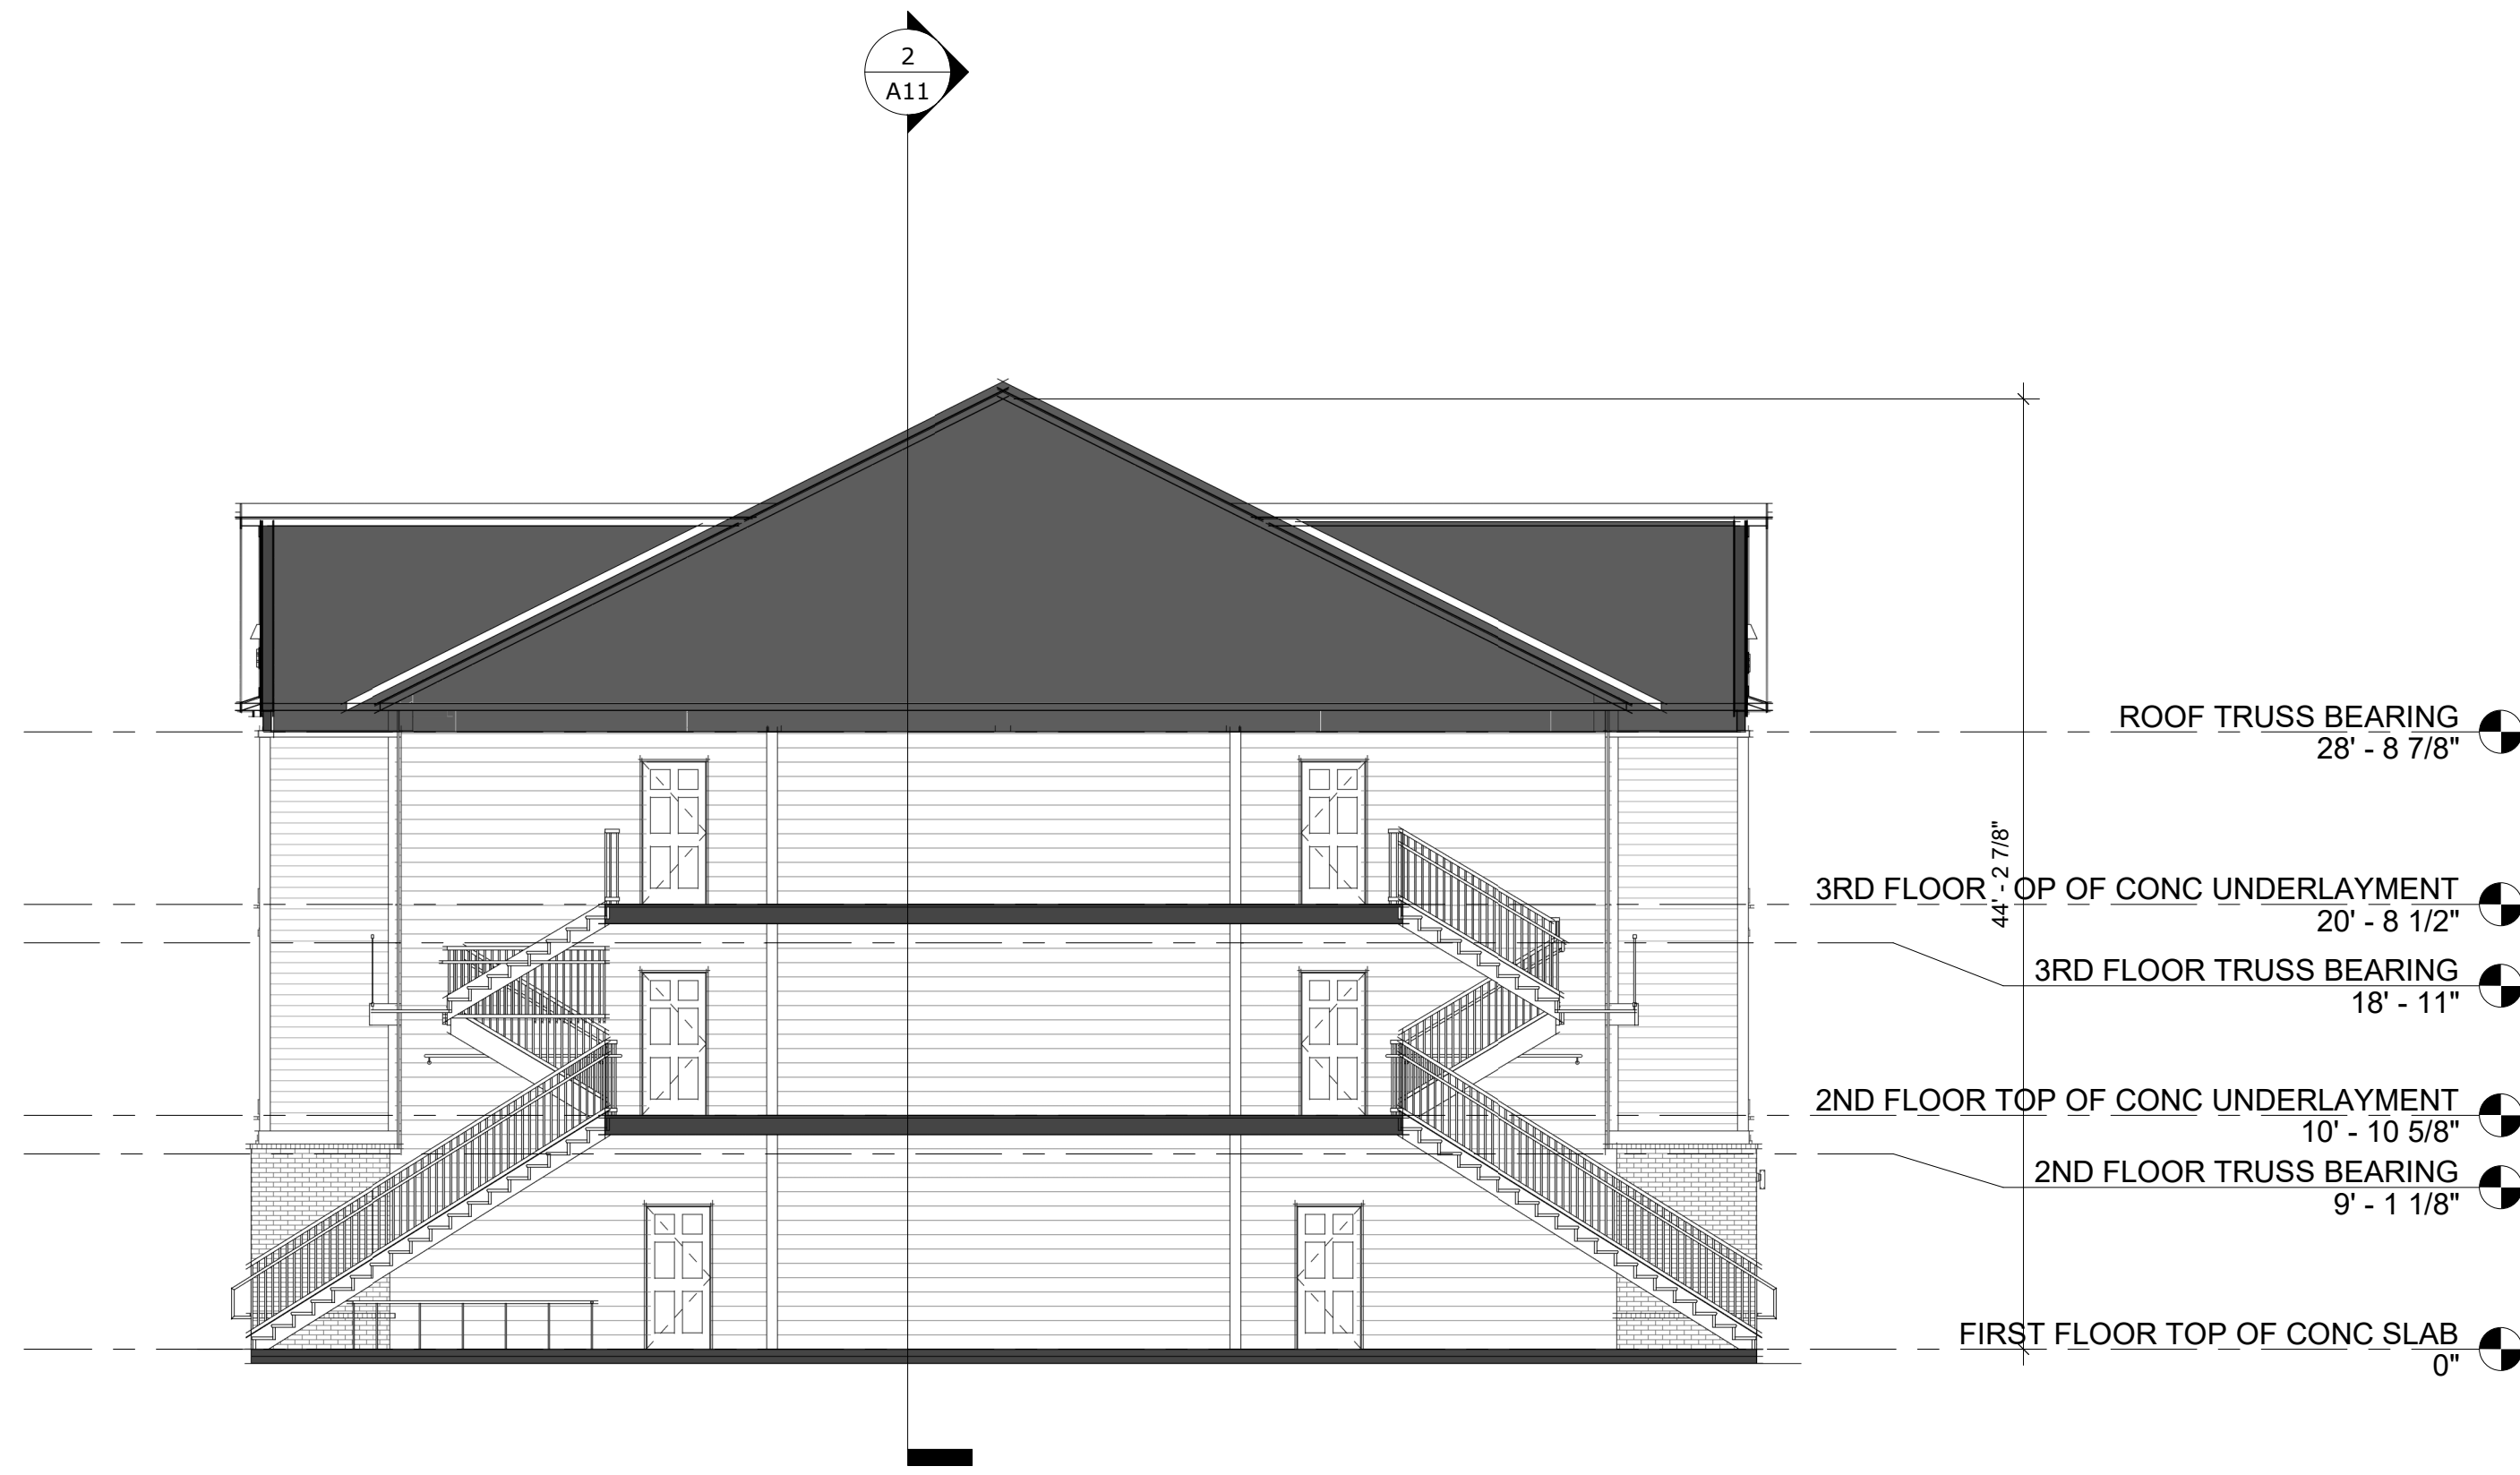 2
A11
ROOF TRUSS BEARING
28' - 8 7/8"
44' - 2 7/8"
3RD FLOOR TOP OF CONC UNDERLAYMENT
20' - 8 1/2"
3RD FLOOR TRUSS BEARING
18' - 11"
2ND FLOOR TOP OF CONC UNDERLAYMENT
10' - 10 5/8"
2ND FLOOR TRUSS BEARING
9' - 1 1/8"
FIRST FLOOR TOP OF CONC SLAB
0"